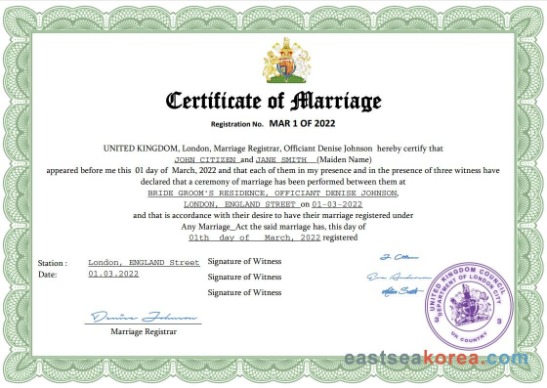 Certificate of Marriage
Registration No. MAR 1 OF 2022
UNITED KINGDOM, London, Marriage Registrar, Officiant Denise Johnson hereby certify that
JOHN CITIZEN and JANE SMITH (Maiden Name)
appeared before me this 01 day of March, 2022 and that each of them in my presence and in the presence of three witness have
declared that a ceremony of marriage has been performed between them at
BRIDE GROOM'S RESIDENCE, OFFICIANT DENISE JOHNSON,
LONDON, ENGLAND STREET on 01-03-2022
and that is accordance with their desire to have their marriage registered under
Any Marriage_Act the said marriage has, this day of
01th day of March, 2022 registered
Station : London, ENGLAND Street Signature of Witness
Date: 01.03.2022 Signature of Witness
Signature of Witness
Denise Johnson
Marriage Registrar
UNITED KINGDOM COUNCIL
UK COUNTRY
eastseakorea.com